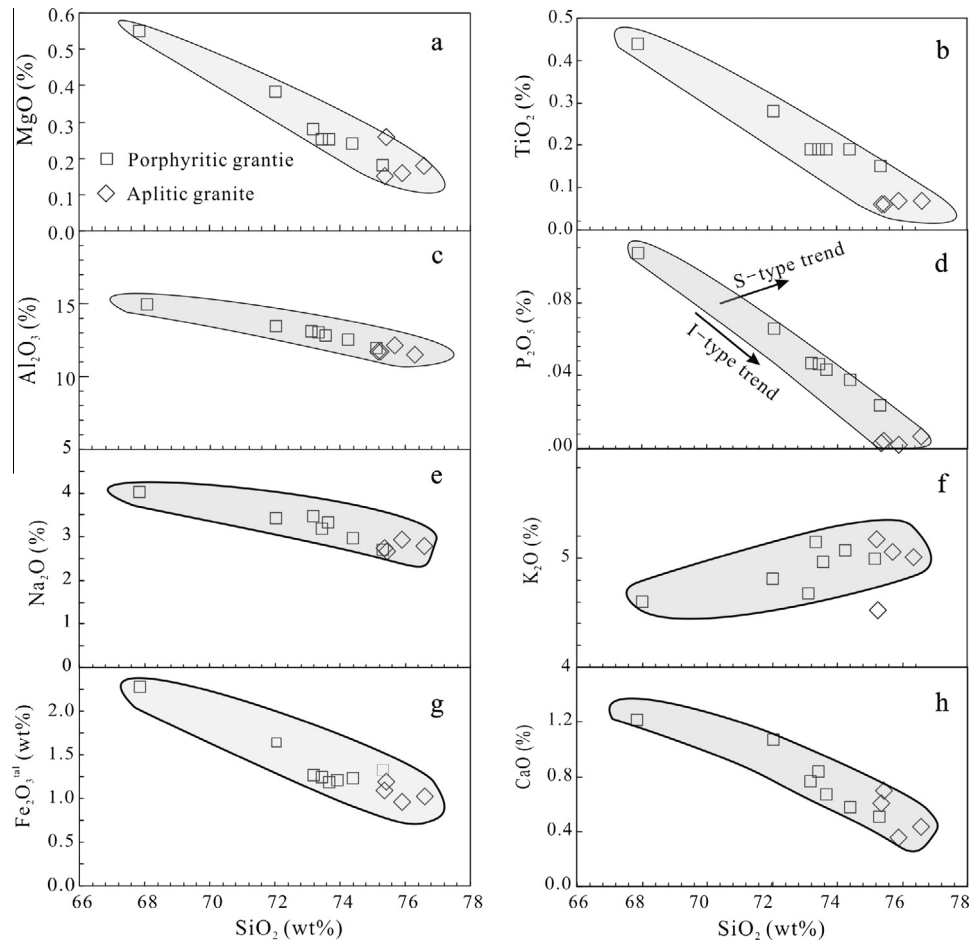 0.6
0.5
0.4
0.3
0.2
0.1
0.0
MgO (%)
a
Porphyritic grantie
Aplitic granite
0.5
0.4
0.3
0.2
0.1
0.0
TiO₂ (%)
b
15
10
5
Al₂O₃ (%)
c
.08
.04
.00
P₂O₅ (%)
d
S-type trend
I-type trend
5
4
3
2
1
0
Na₂O (%)
e
5
4
K₂O (%)
f
2.0
1.5
1.0
0.5
0.0
Fe₂O₃ᵗᵃˡ (wt%)
g
1.2
0.8
0.4
0.0
CaO (%)
h
66 68 70 72 74 76 78
SiO₂ (wt%)
66 68 70 72 74 76 78
SiO₂ (wt%)